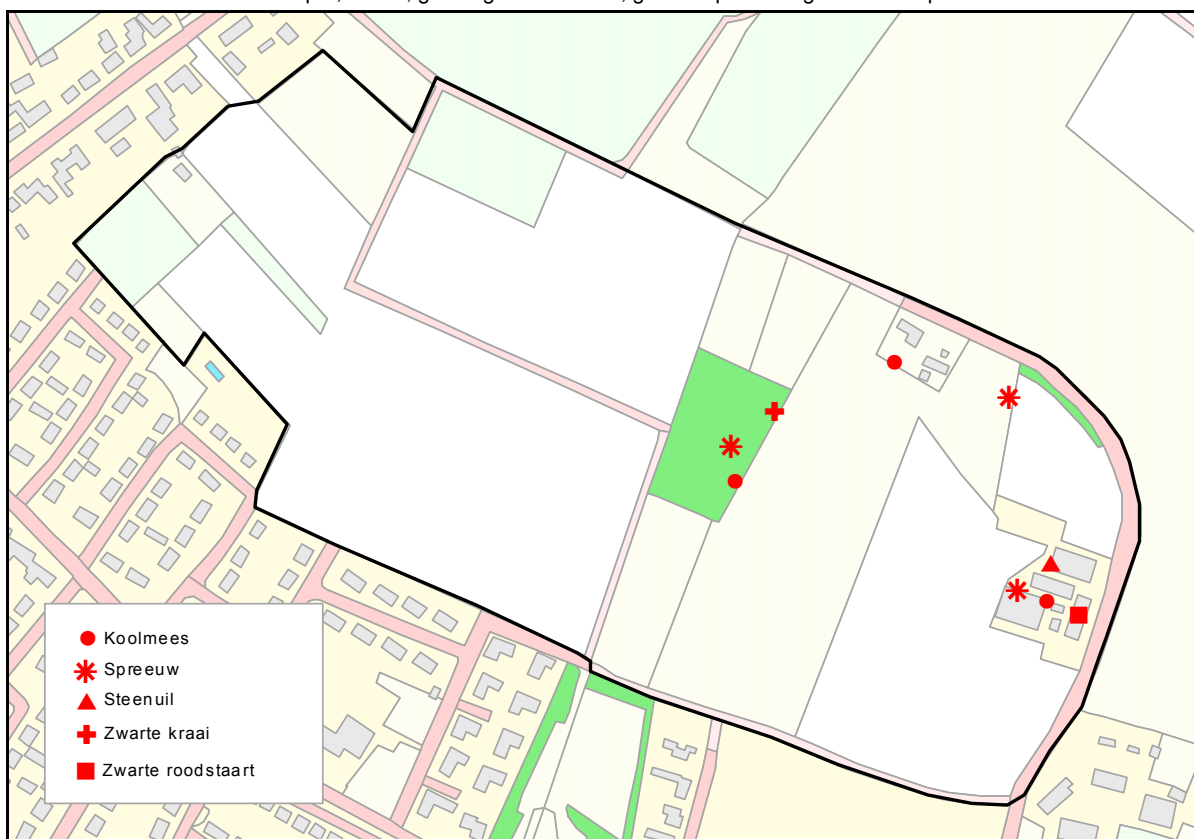 Koolmees
Spreeuw
Steenuil
Zwarte kraai
Zwarte roodstaart